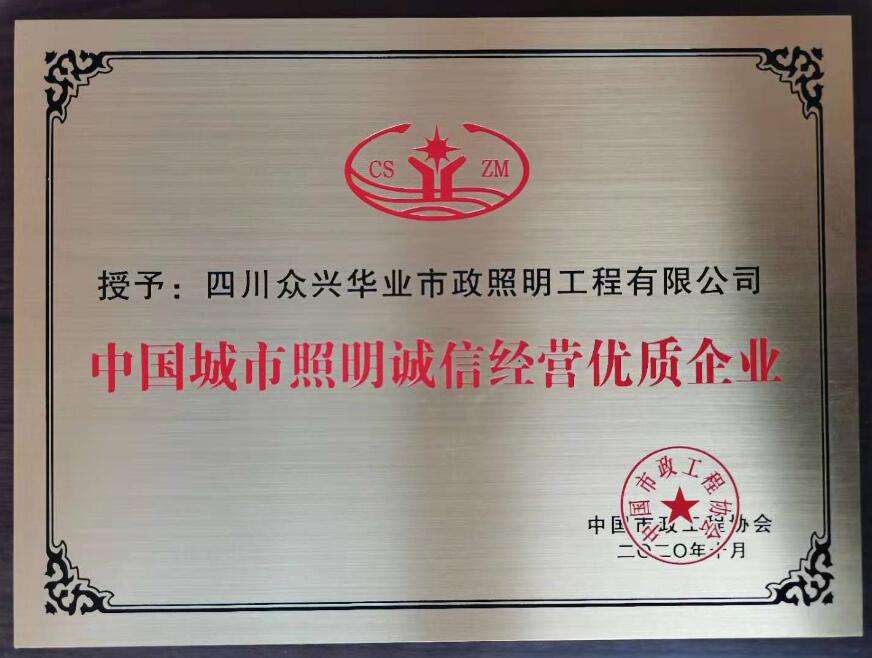 CS ZM
授予：四川众兴华业市政照明工程有限公司
中国城市照明诚信经营优质企业
中国市政工程协会
中国市政工程协会
二〇二〇年十月